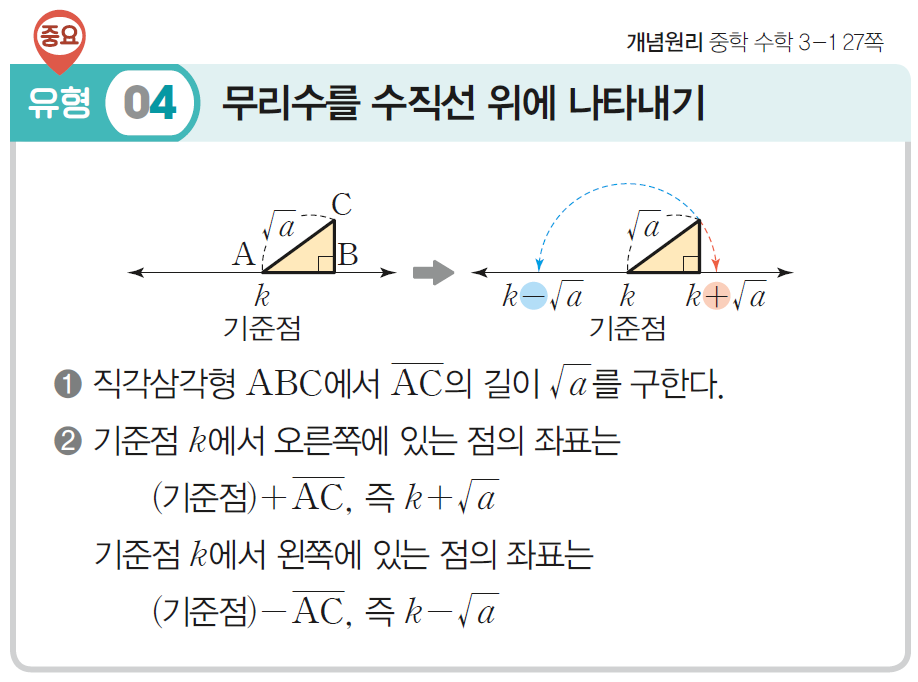 중요
개념원리 중학 수학 3-1 27쪽
유형 04 무리수를 수직선 위에 나타내기
√a C
A B
k
기준점
√a
k-√a k k+√a
기준점
❶ 직각삼각형 ABC에서 A̅C̅의 길이 √a를 구한다.
❷ 기준점 k에서 오른쪽에 있는 점의 좌표는
(기준점)+A̅C̅, 즉 k+√a
기준점 k에서 왼쪽에 있는 점의 좌표는
(기준점)-A̅C̅, 즉 k-√a